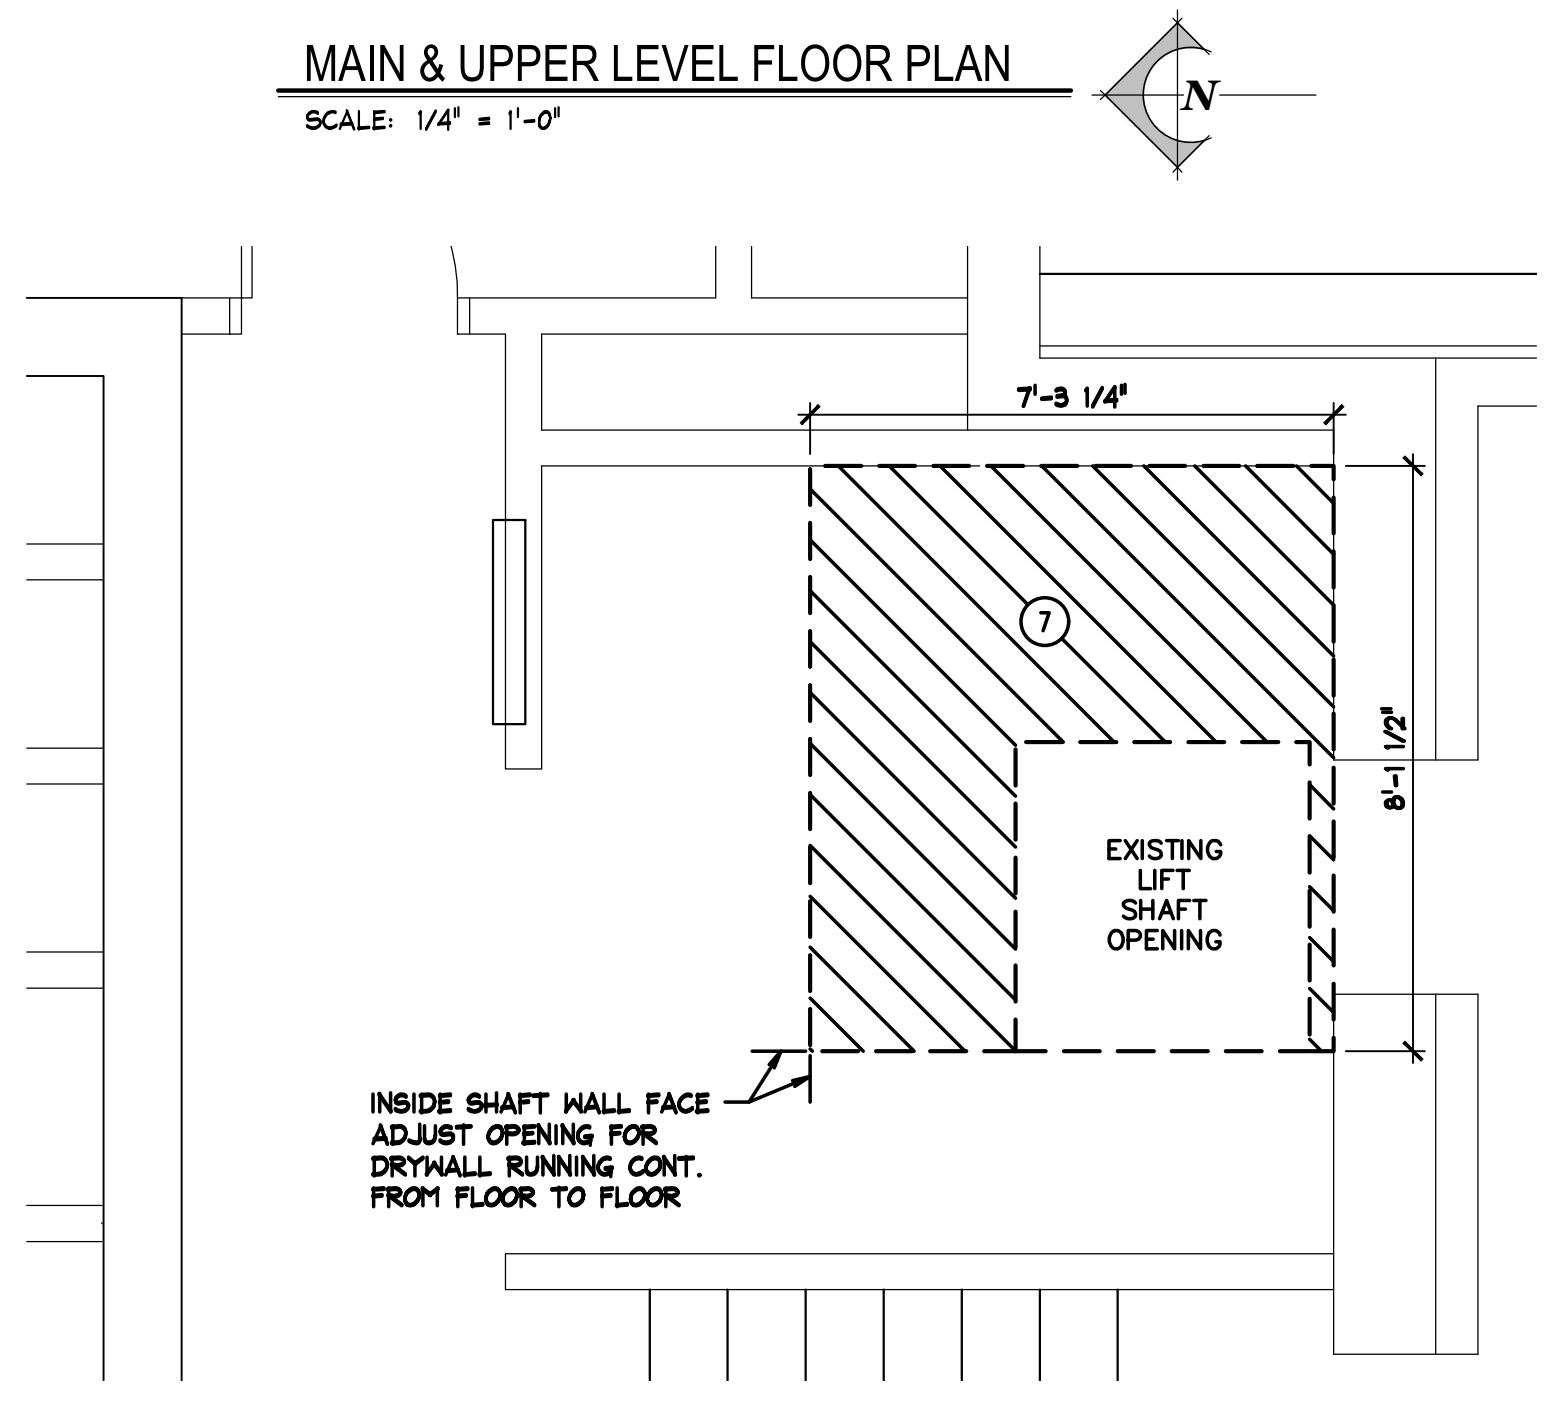 MAIN & UPPER LEVEL FLOOR PLAN
SCALE: 1/4" = 1'-0"
N
7'-3 1/4"
7
8'-1 1/2"
EXISTING
LIFT
SHAFT
OPENING
INSIDE SHAFT WALL FACE
ADJUST OPENING FOR
DRYWALL RUNNING CONT.
FROM FLOOR TO FLOOR